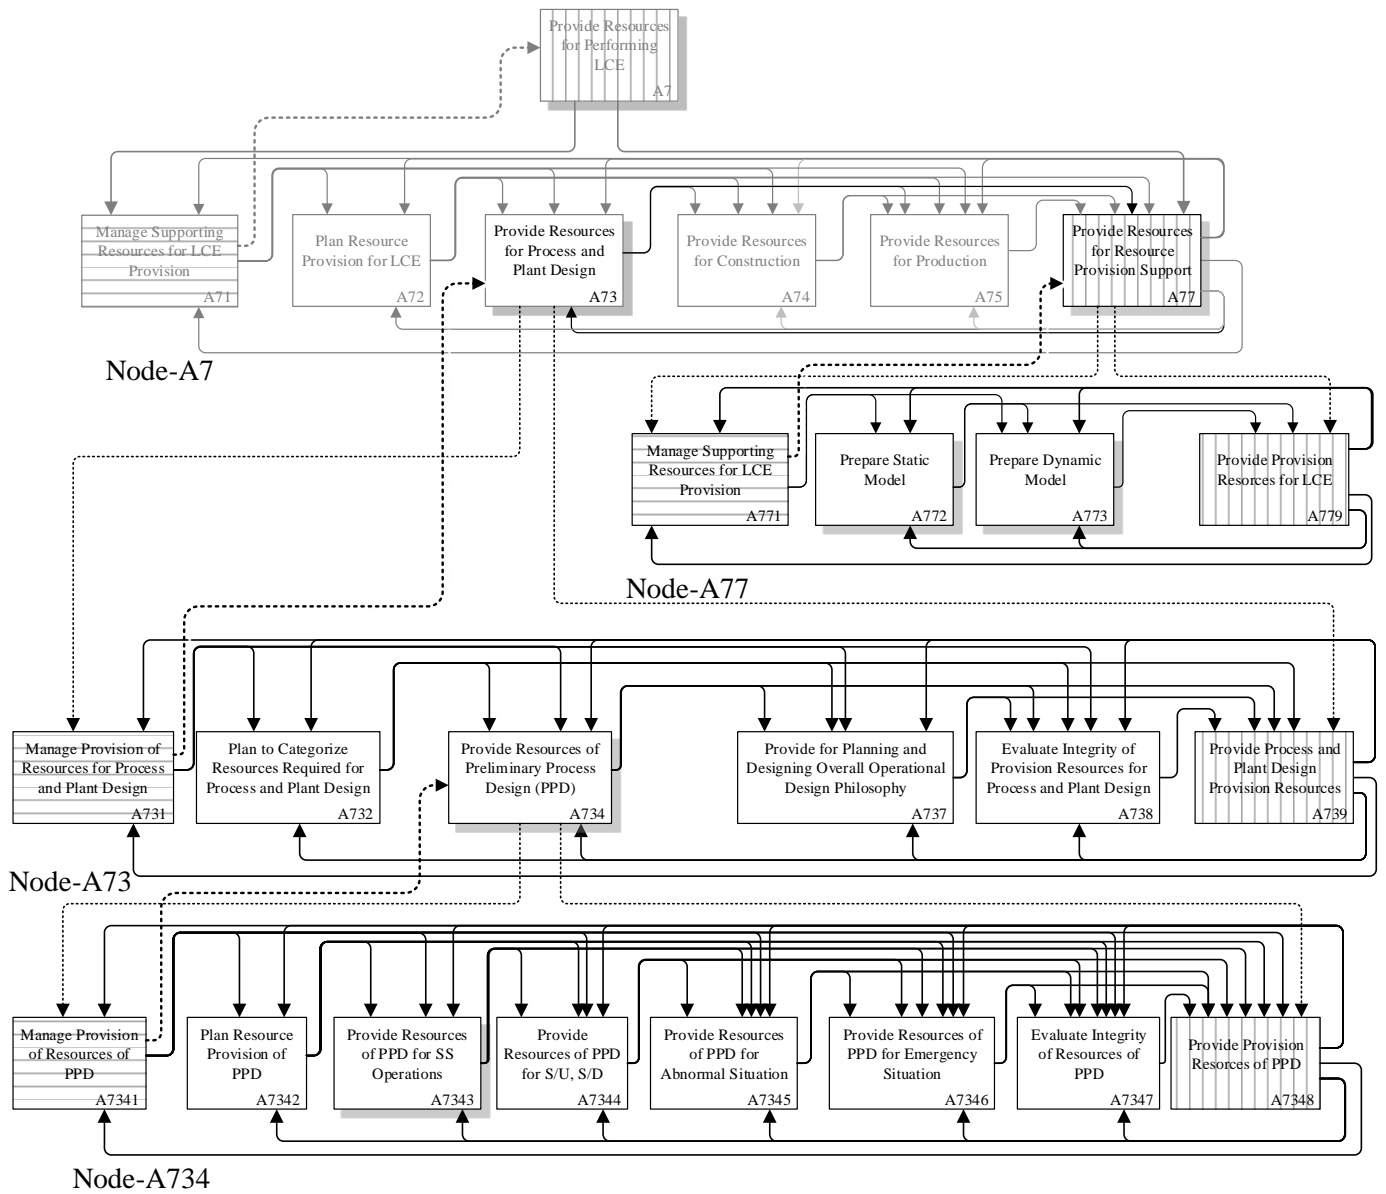 Provide Resources
for Performing
LCE
A7
Manage Supporting
Resources for LCE
Provision
A71
Plan Resource
Provision for LCE
A72
Provide Resources
for Process and
Plant Design
A73
Provide Resources
for Construction
A74
Provide Resources
for Production
A75
Provide Resources
for Resource
Provision Support
A77
Node-A7
Manage Supporting
Resources for LCE
Provision
A771
Prepare Static
Model
A772
Prepare Dynamic
Model
A773
Provide Provision
Resorces for LCE
A779
Node-A77
Manage Provision of
Resources for Process
and Plant Design
A731
Plan to Categorize
Resources Required for
Process and Plant Design
A732
Provide Resources of
Preliminary Process
Design (PPD)
A734
Provide for Planning and
Designing Overall Operational
Design Philosophy
A737
Evaluate Integrity of
Provision Resources for
Process and Plant Design
A738
Provide Process and
Plant Design
Provision Resources
A739
Node-A73
Manage Provision
of Resources of
PPD
A7341
Plan Resource
Provision of
PPD
A7342
Provide Resources
of PPD for SS
Operations
A7343
Provide
Resources of PPD
for S/U, S/D
A7344
Provide Resources
of PPD for
Abnormal Situation
A7345
Provide Resources of
PPD for Emergency
Situation
A7346
Evaluate Integrity
of Resources of
PPD
A7347
Provide Provision
Resorces of PPD
A7348
Node-A734